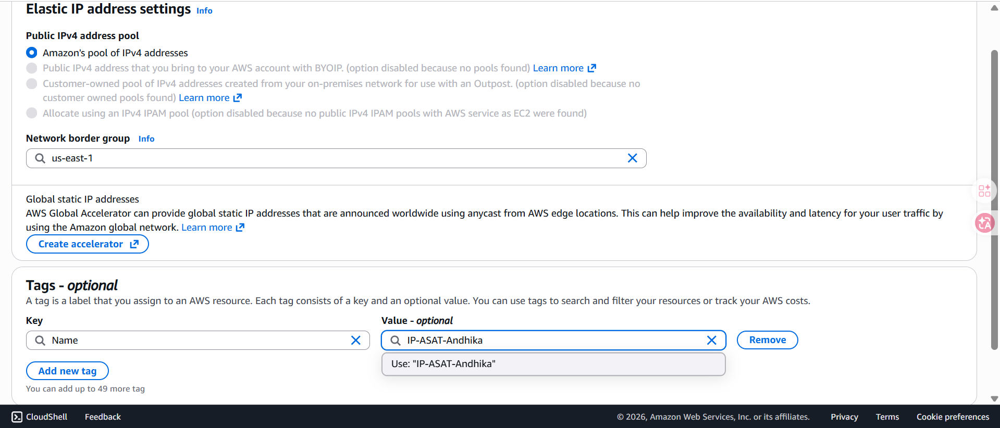 Elastic IP address settings Info
Public IPv4 address pool
Amazon's pool of IPv4 addresses
Public IPv4 address that you bring to your AWS account with BYOIP. (option disabled because no pools found) Learn more
Customer-owned pool of IPv4 addresses created from your on-premises network for use with an Outpost. (option disabled because no
customer owned pools found) Learn more
Allocate using an IPv4 IPAM pool (option disabled because no public IPv4 IPAM pools with AWS service as EC2 were found)
Network border group Info
us-east-1
Global static IP addresses
AWS Global Accelerator can provide global static IP addresses that are announced worldwide using anycast from AWS edge locations. This can help improve the availability and latency for your user traffic by
using the Amazon global network. Learn more
Create accelerator
Tags - optional
A tag is a label that you assign to an AWS resource. Each tag consists of a key and an optional value. You can use tags to search and filter your resources or track your AWS costs.
Key
Value - optional
Name
IP-ASAT-Andhika
Remove
Use: "IP-ASAT-Andhika"
Add new tag
You can add up to 49 more tag
CloudShell Feedback © 2026, Amazon Web Services, Inc. or its affiliates. Privacy Terms Cookie preferences